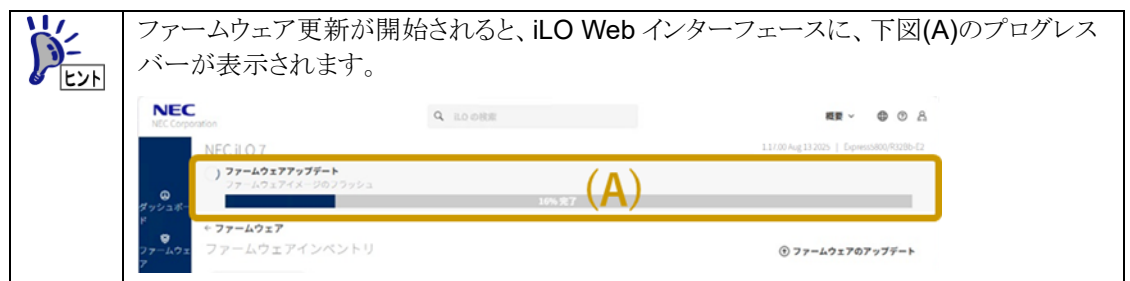 ファームウェア更新が開始されると、iLO Web インターフェースに、下図(A)のプログレス
バーが表示されます。
ヒント
NEC
NEC Corporation
iLO の検索
概要
NEC iLO 7
1.17.00 Aug 13 2025 | Express5800/R32Bb-E2
ファームウェアアップデート
ファームウェアイメージのフラッシュ
16% 完了
(A)
ダッシュボー
ド
ファームウェ
ア
ファームウェア
ファームウェアインベントリ
ファームウェアのアップデート